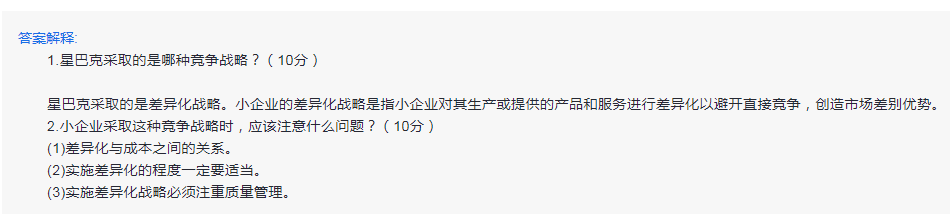 答案解释:
1.星巴克采取的是哪种竞争战略？（10分）
星巴克采取的是差异化战略。小企业的差异化战略是指小企业对其生产或提供的产品和服务进行差异化以避开直接竞争，创造市场差别优势。
2.小企业采取这种竞争战略时，应该注意什么问题？（10分）
(1)差异化与成本之间的关系。
(2)实施差异化的程度一定要适当。
(3)实施差异化战略必须注重质量管理。